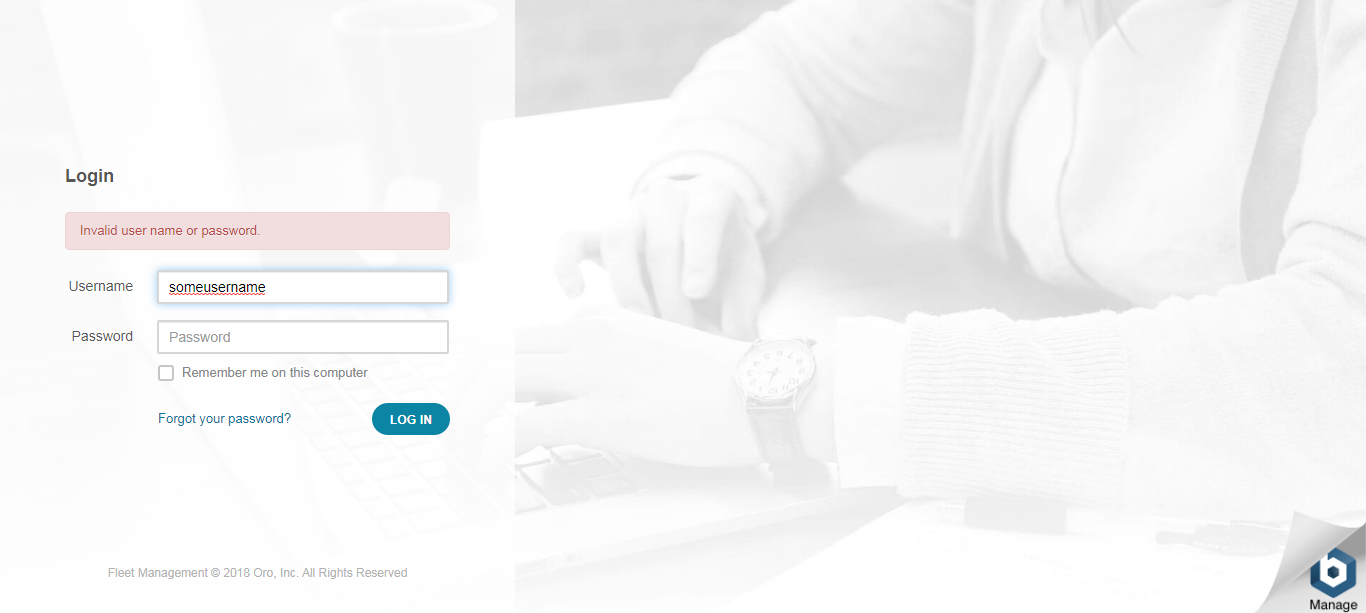 Login
Invalid user name or password.
Username
someusername
Password
Password
Remember me on this computer
Forgot your password?
LOG IN
Fleet Management © 2018 Oro, Inc. All Rights Reserved
b
Manage